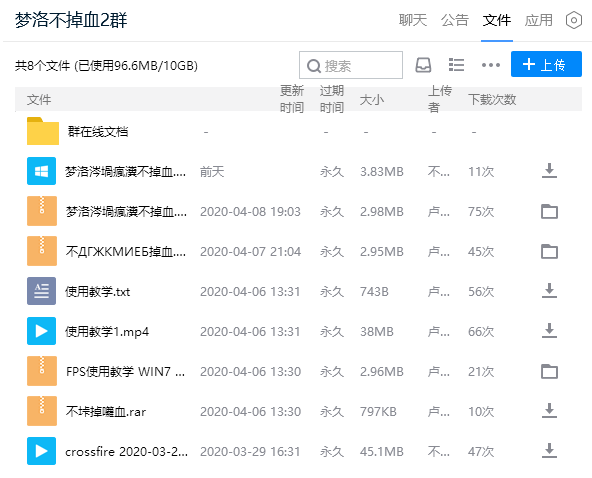 梦洛不掉血2群
聊天 公告 文件 应用
共8个文件 (已使用96.6MB/10GB) 搜索 上传
文件 更新时间 过期时间 大小 上传者 下载次数
群在线文档 - - - - -
梦洛涔埚瘋瀵不掉血.... 前天 永久 3.83MB 不... 11次
梦洛涔埚瘋瀵不掉血.... 2020-04-08 19:03 永久 2.98MB 卢... 75次
不ДГЖКМИЕБ掉血.... 2020-04-07 21:04 永久 2.95MB 卢... 45次
使用教学.txt 2020-04-06 13:31 永久 743B 卢... 56次
使用教学1.mp4 2020-04-06 13:31 永久 38MB 卢... 66次
FPS使用教学 WIN7 ... 2020-04-06 13:30 永久 2.96MB 卢... 21次
不垰掉囄血.rar 2020-04-06 13:30 永久 797KB 卢... 10次
crossfire 2020-03-2... 2020-03-29 16:31 永久 45.1MB 不... 47次